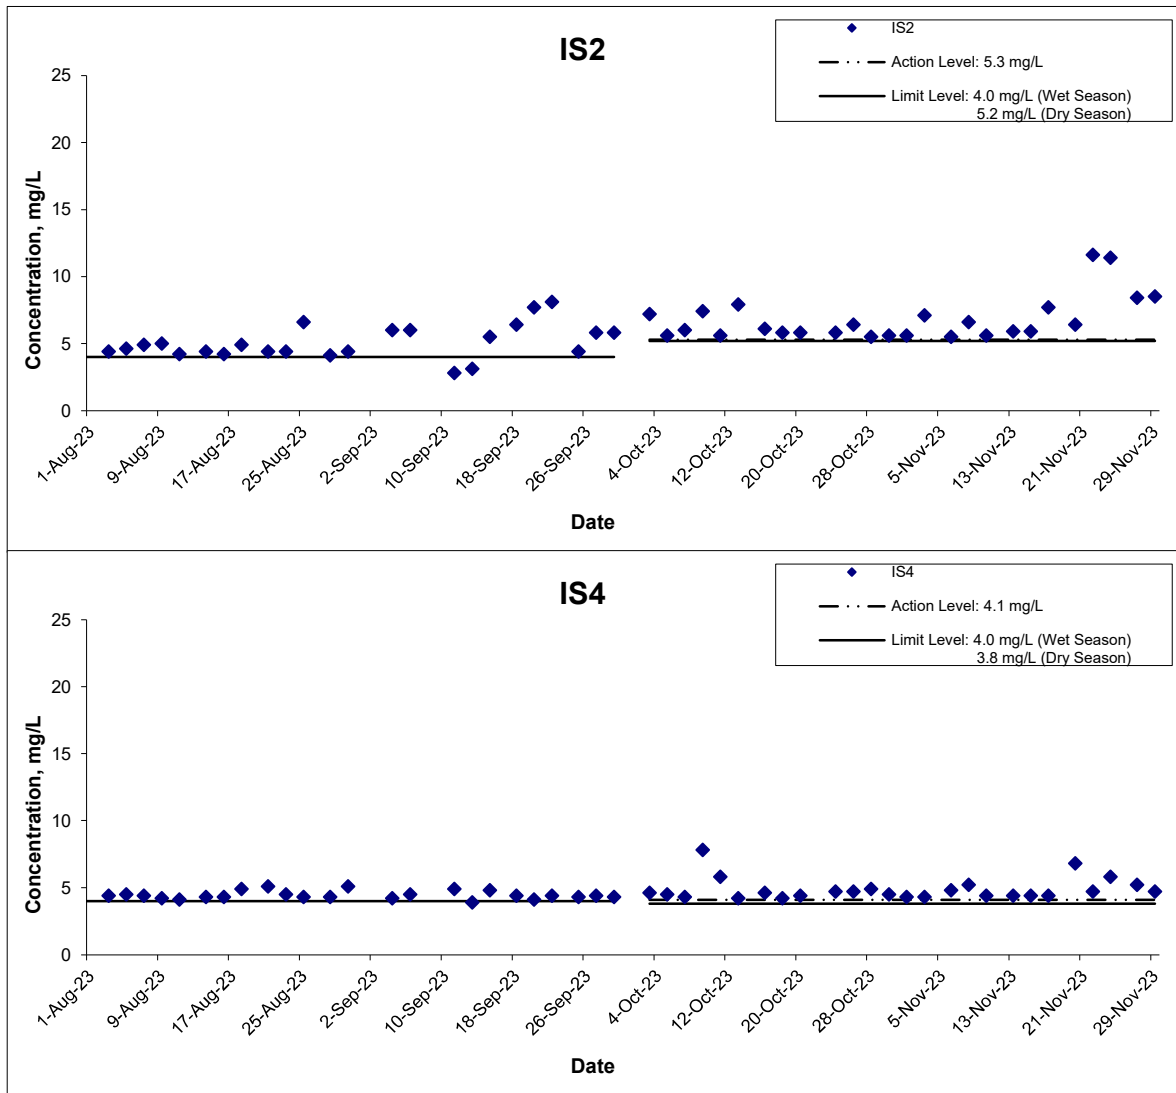 IS2
IS2
Action Level: 5.3 mg/L
Limit Level: 4.0 mg/L (Wet Season)
5.2 mg/L (Dry Season)
Concentration, mg/L
25
20
15
10
5
0
1-Aug-23
9-Aug-23
17-Aug-23
25-Aug-23
2-Sep-23
10-Sep-23
18-Sep-23
26-Sep-23
4-Oct-23
12-Oct-23
20-Oct-23
28-Oct-23
5-Nov-23
13-Nov-23
21-Nov-23
29-Nov-23
Date
IS4
IS4
Action Level: 4.1 mg/L
Limit Level: 4.0 mg/L (Wet Season)
3.8 mg/L (Dry Season)
Concentration, mg/L
25
20
15
10
5
0
1-Aug-23
9-Aug-23
17-Aug-23
25-Aug-23
2-Sep-23
10-Sep-23
18-Sep-23
26-Sep-23
4-Oct-23
12-Oct-23
20-Oct-23
28-Oct-23
5-Nov-23
13-Nov-23
21-Nov-23
29-Nov-23
Date